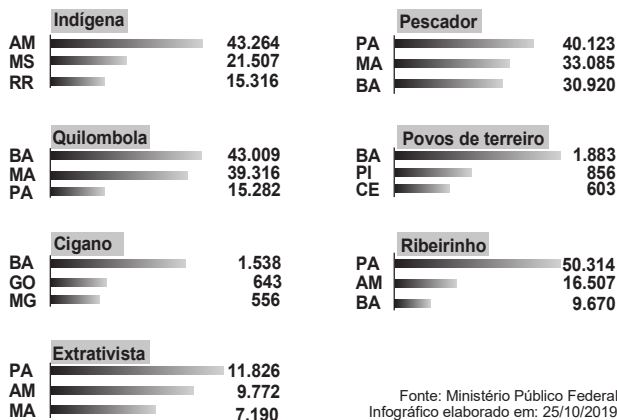 Indígena
AM 43.264
MS 21.507
RR 15.316
Pescador
PA 40.123
MA 33.085
BA 30.920
Quilombola
BA 43.009
MA 39.316
PA 15.282
Povos de terreiro
BA 1.883
PI 856
CE 603
Cigano
BA 1.538
GO 643
MG 556
Ribeirinho
PA 50.314
AM 16.507
BA 9.670
Extrativista
PA 11.826
AM 9.772
MA 7.190
Fonte: Ministério Público Federal
Infográfico elaborado em: 25/10/2019